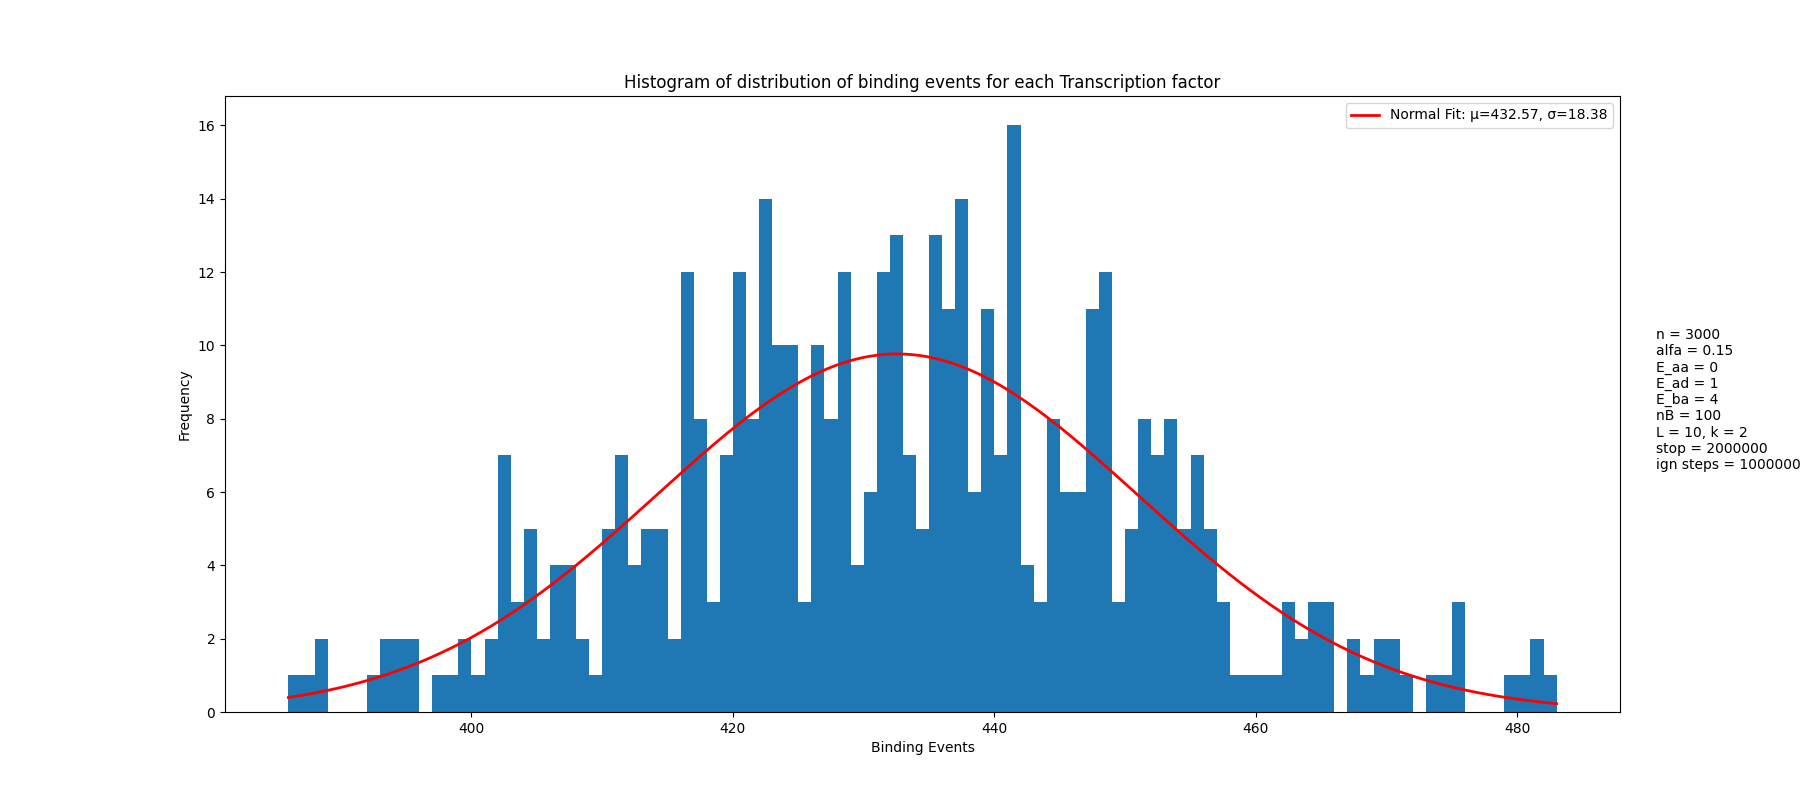 Histogram of distribution of binding events for each Transcription factor
Normal Fit: μ=432.57, σ=18.38
16
14
12
10
8
6
4
2
0
Frequency
400 420 440 460 480
Binding Events
n = 3000
alfa = 0.15
E_aa = 0
E_ad = 1
E_ba = 4
nB = 100
L = 10, k = 2
stop = 2000000
ign steps = 1000000